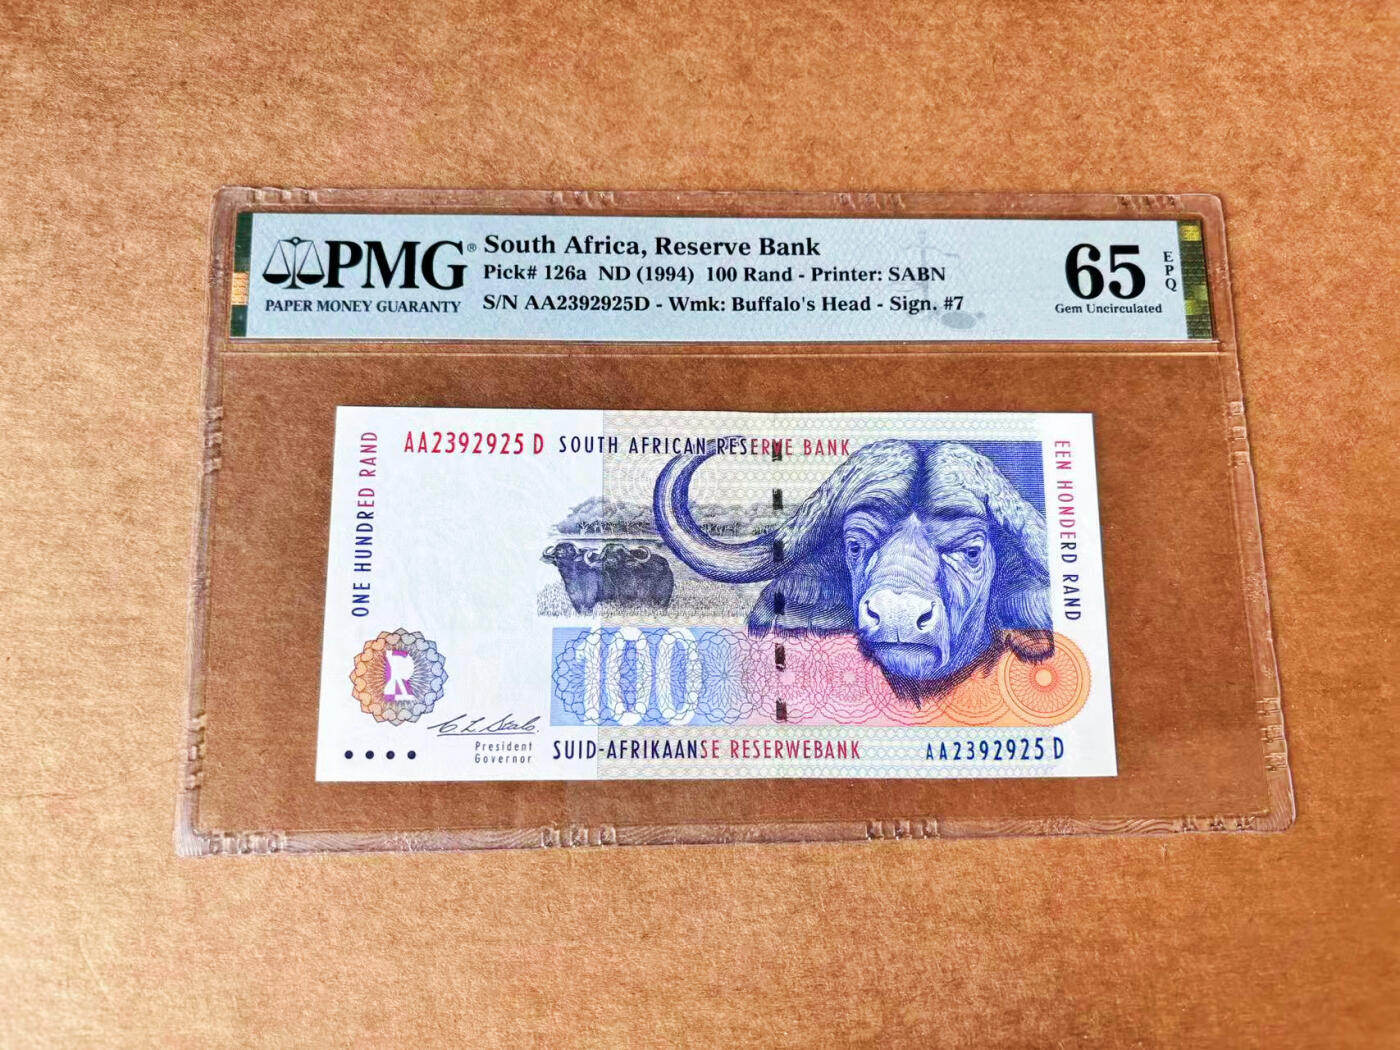 PMG®
PAPER MONEY GUARANTY
South Africa, Reserve Bank
Pick# 126a ND (1994) 100 Rand - Printer: SABN
S/N AA2392925D - Wmk: Buffalo's Head - Sign. #7
65
EPQ
Gem Uncirculated
ONE HUNDRED RAND
AA2392925 D
SOUTH AFRICAN RESERVE BANK
EEN HONDERD RAND
R
100
C L Stals.
President
Governor
SUID-AFRIKAANSE RESERWEBANK
AA2392925 D